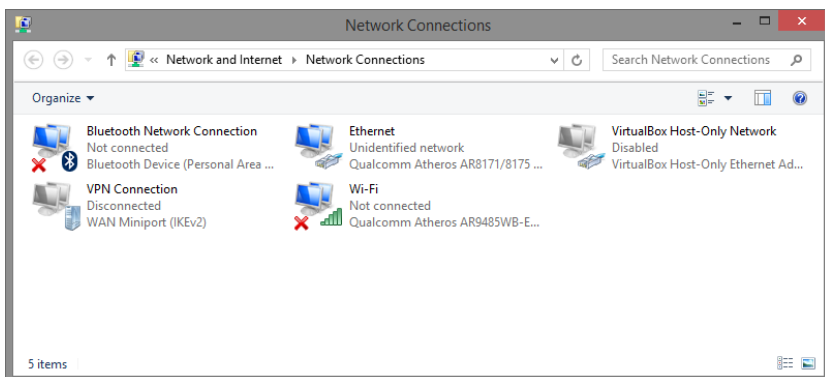 Network Connections
« Network and Internet Network Connections
Search Network Connections
Organize
Bluetooth Network Connection
Not connected
Bluetooth Device (Personal Area ...
Ethernet
Unidentified network
Qualcomm Atheros AR8171/8175 ...
VirtualBox Host-Only Network
Disabled
VirtualBox Host-Only Ethernet Ad...
VPN Connection
Disconnected
WAN Miniport (IKEv2)
Wi-Fi
Not connected
Qualcomm Atheros AR9485WB-E...
5 items